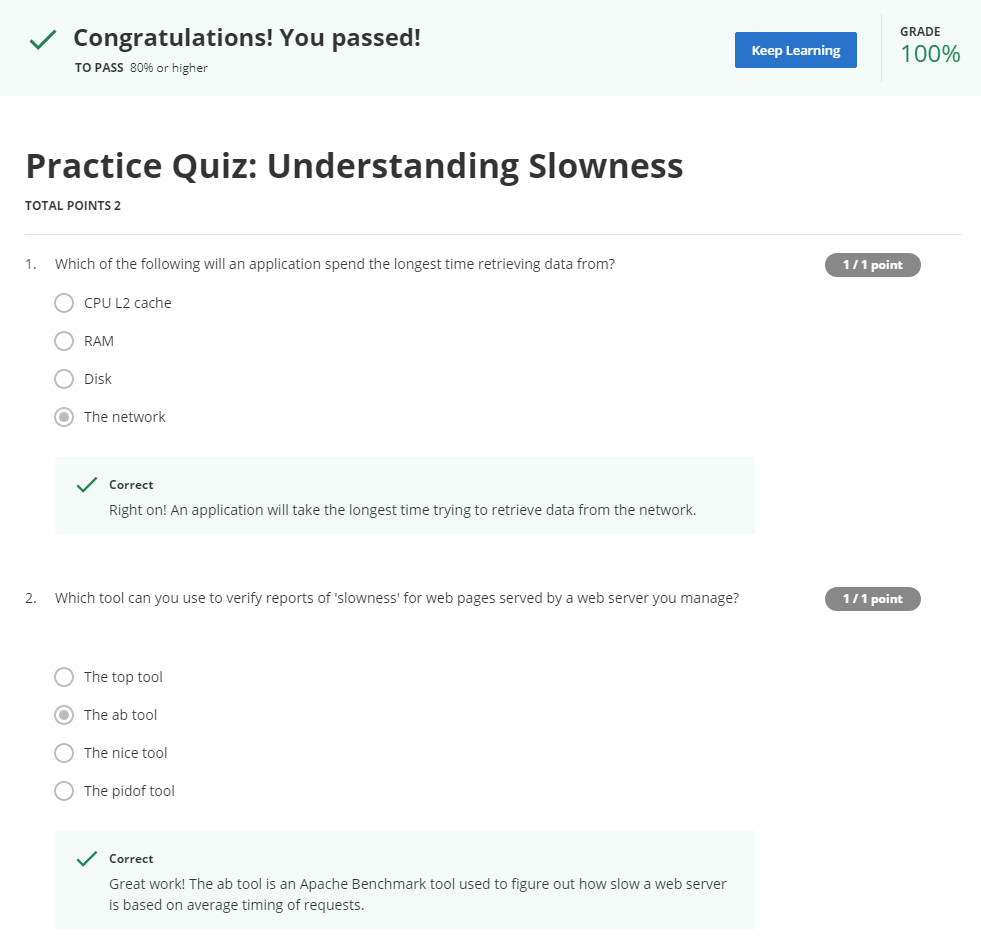 Congratulations! You passed!
TO PASS 80% or higher
Keep Learning
GRADE
100%
Practice Quiz: Understanding Slowness
TOTAL POINTS 2
1. Which of the following will an application spend the longest time retrieving data from?
1 / 1 point
CPU L2 cache
RAM
Disk
The network
Correct
Right on! An application will take the longest time trying to retrieve data from the network.
2. Which tool can you use to verify reports of 'slowness' for web pages served by a web server you manage?
1 / 1 point
The top tool
The ab tool
The nice tool
The pidof tool
Correct
Great work! The ab tool is an Apache Benchmark tool used to figure out how slow a web server
is based on average timing of requests.